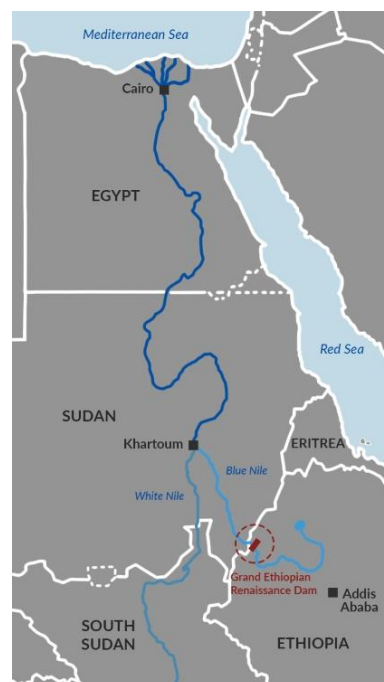 Mediterranean Sea
Cairo
EGYPT
Red Sea
SUDAN
Khartoum
ERITREA
Blue Nile
White Nile
Grand Ethiopian
Renaissance Dam
Addis
Ababa
SOUTH
SUDAN
ETHIOPIA